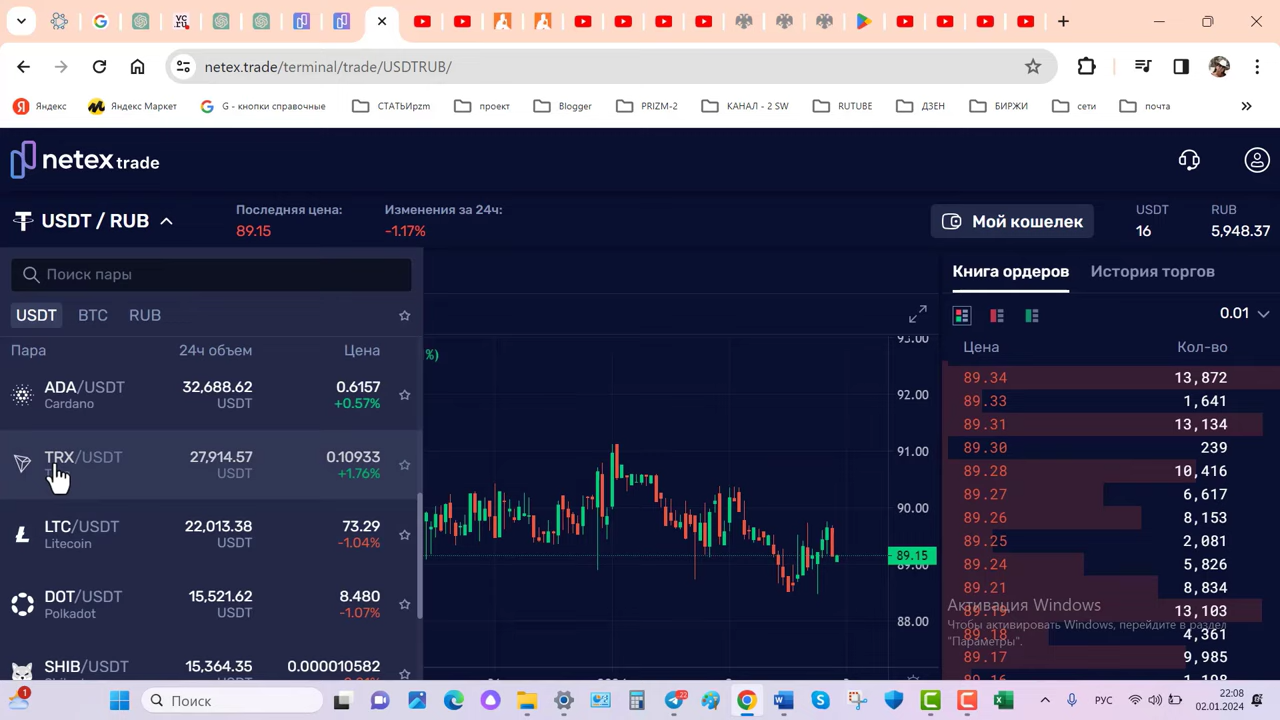 netex.trade/terminal/trade/USDTRUB/
Яндекс
Яндекс Маркет
G - кнопки справочные
СТАТЬИрzm
проект
Blogger
PRIZM-2
КАНАЛ - 2 SW
RUTUBE
ДЗЕН
БИРЖИ
сети
почта
netex trade
USDT / RUB
Последняя цена:
89.15
Изменения за 24ч:
-1.17%
Мой кошелек
USDT
16
RUB
5,948.37
Поиск пары
USDT BTC RUB
Пара 24ч объем Цена
ADA/USDT 32,688.62 0.6157
Cardano USDT +0.57%
TRX/USDT 27,914.57 0.10933
USDT +1.76%
LTC/USDT 22,013.38 73.29
Litecoin USDT -1.04%
DOT/USDT 15,521.62 8.480
Polkadot USDT -1.07%
SHIB/USDT 15,364.35 0.000010582
%)
92.00
91.00
90.00
89.15
89.00
88.00
Книга ордеров История торгов
0.01
Цена Кол-во
89.34 13,872
89.33 1,641
89.31 13,134
89.30 239
89.28 10,416
89.27 6,617
89.26 8,153
89.25 2,081
89.24 5,826
89.21 8,834
89.19 13,103
89.18 4,361
89.17 9,985
Активация Windows
Чтобы активировать Windows, перейдите в раздел
"Параметры".
1
Поиск
22
РУС
22:08
02.01.2024